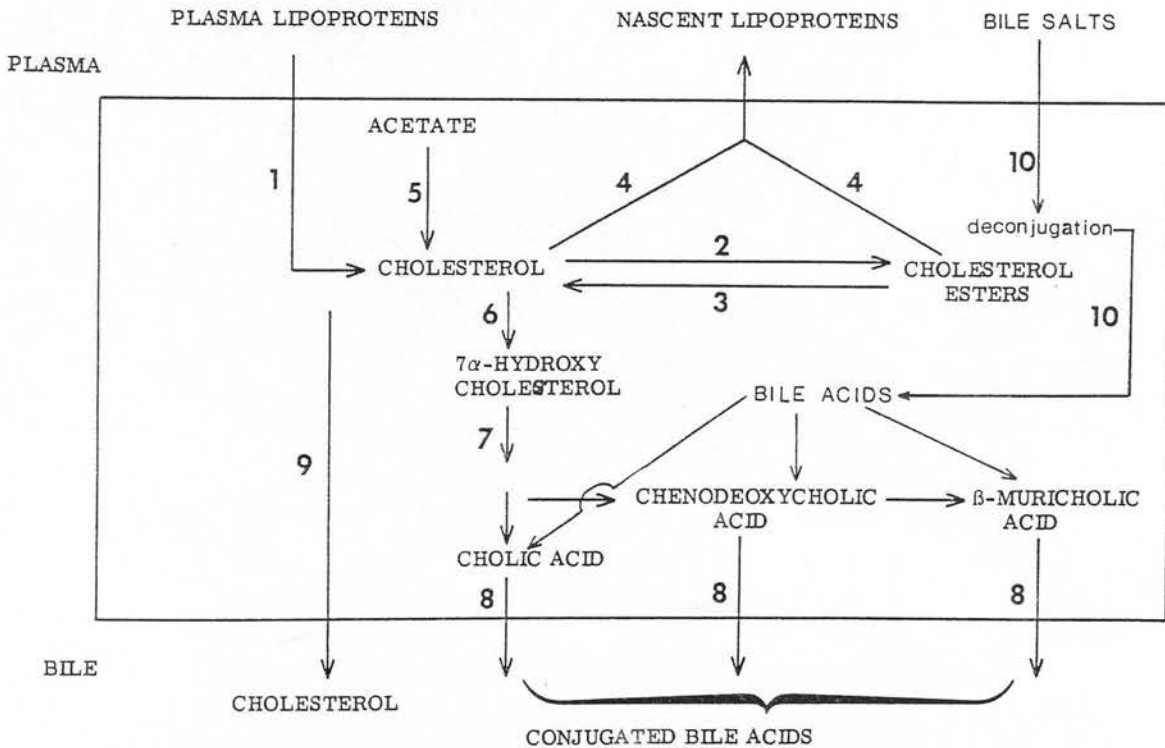 PLASMA LIPOPROTEINS
NASCENT LIPOPROTEINS
BILE SALTS
PLASMA
ACETATE
1
5
4
4
10
deconjugation
2
CHOLESTEROL
CHOLESTEROL
ESTERS
3
10
6
7α-HYDROXY
CHOLESTEROL
BILE ACIDS
7
9
CHENODEOXYCHOLIC
ACID
ß-MURICHOLIC
ACID
CHOLIC ACID
8
8
8
BILE
CHOLESTEROL
CONJUGATED BILE ACIDS